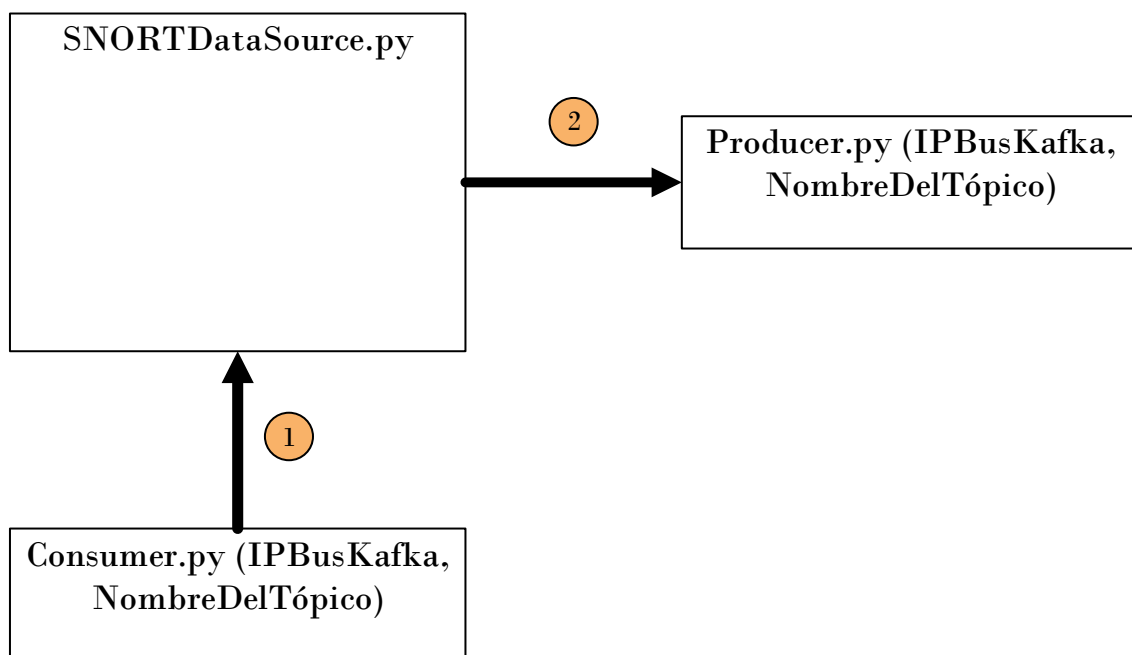 SNORTDataSource.py
2
Producer.py (IPBusKafka,
NombreDelTópico)
1
Consumer.py (IPBusKafka,
NombreDelTópico)